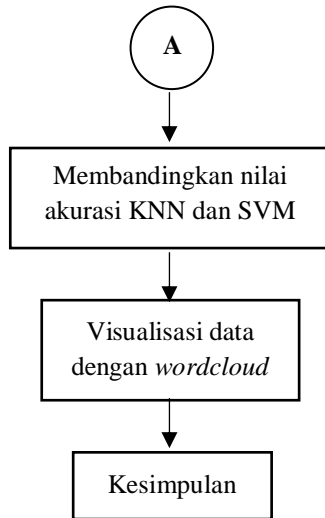 A
Membandingkan nilai
akurasi KNN dan SVM
Visualisasi data
dengan wordcloud
Kesimpulan